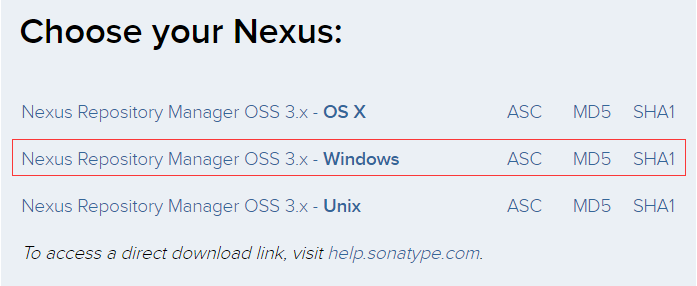 Choose your Nexus:
Nexus Repository Manager OSS 3.x - OS X ASC MD5 SHA1
Nexus Repository Manager OSS 3.x - Windows ASC MD5 SHA1
Nexus Repository Manager OSS 3.x - Unix ASC MD5 SHA1
To access a direct download link, visit help.sonatype.com.